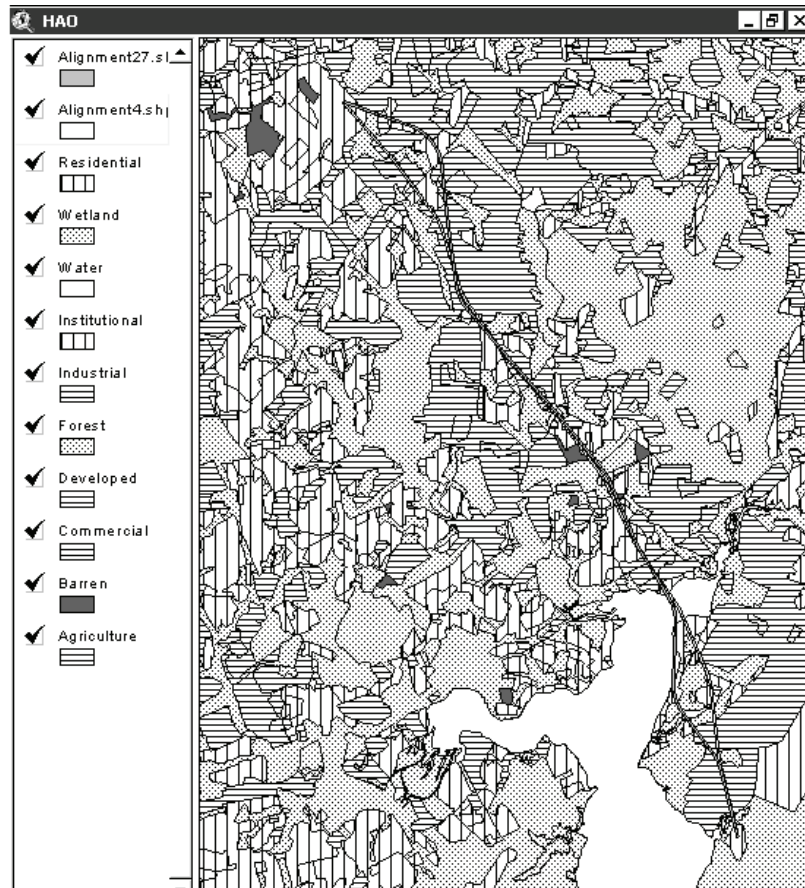 HAO
Alignment27.sl
Alignment4.shp
Residential
Wetland
Water
Institutional
Industrial
Forest
Developed
Commercial
Barren
Agriculture